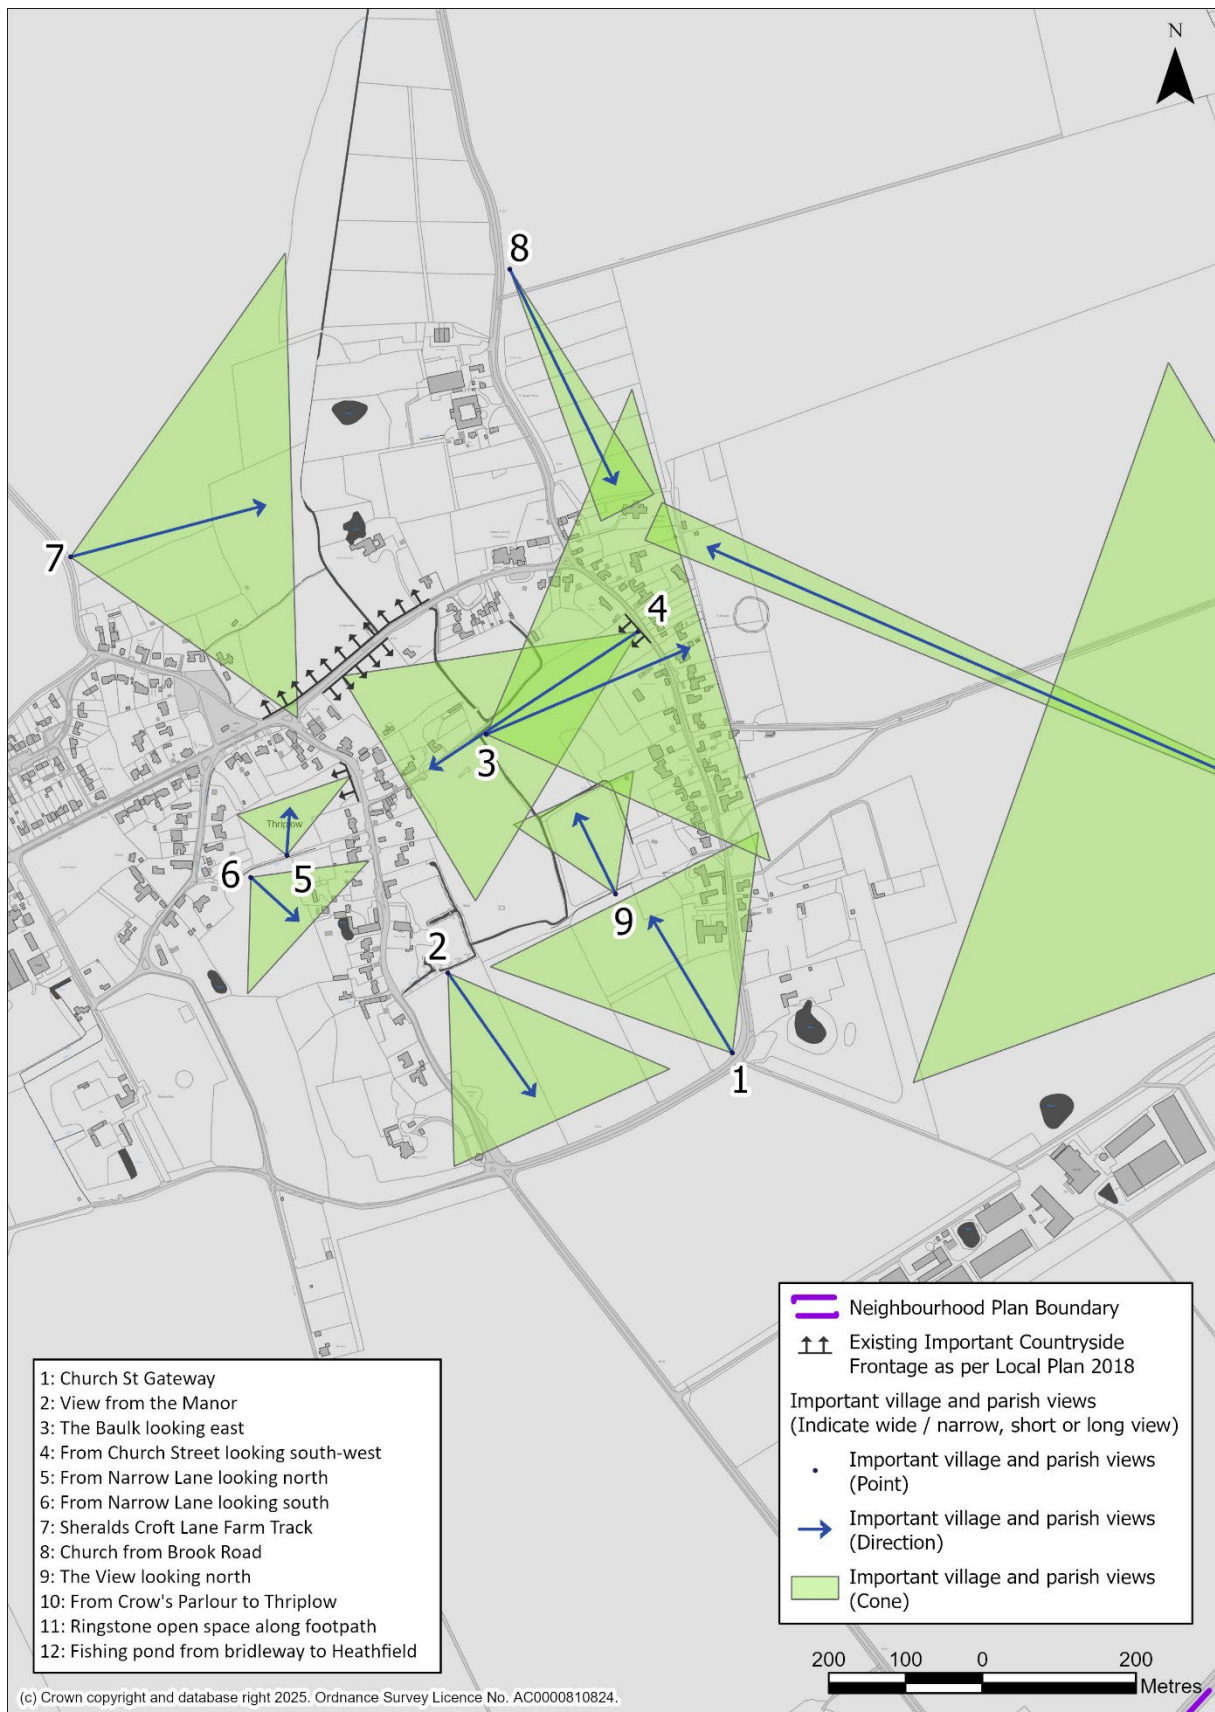 N
8
7
4
3
Thriplow
6
5
9
2
1
Neighbourhood Plan Boundary
Existing Important Countryside
Frontage as per Local Plan 2018
Important village and parish views
(Indicate wide / narrow, short or long view)
Important village and parish views
(Point)
Important village and parish views
(Direction)
Important village and parish views
(Cone)
1: Church St Gateway
2: View from the Manor
3: The Baulk looking east
4: From Church Street looking south-west
5: From Narrow Lane looking north
6: From Narrow Lane looking south
7: Sheralds Croft Lane Farm Track
8: Church from Brook Road
9: The View looking north
10: From Crow's Parlour to Thriplow
11: Ringstone open space along footpath
12: Fishing pond from bridleway to Heathfield
200 100 0 200
Metres
(c) Crown copyright and database right 2025. Ordnance Survey Licence No. AC0000810824.